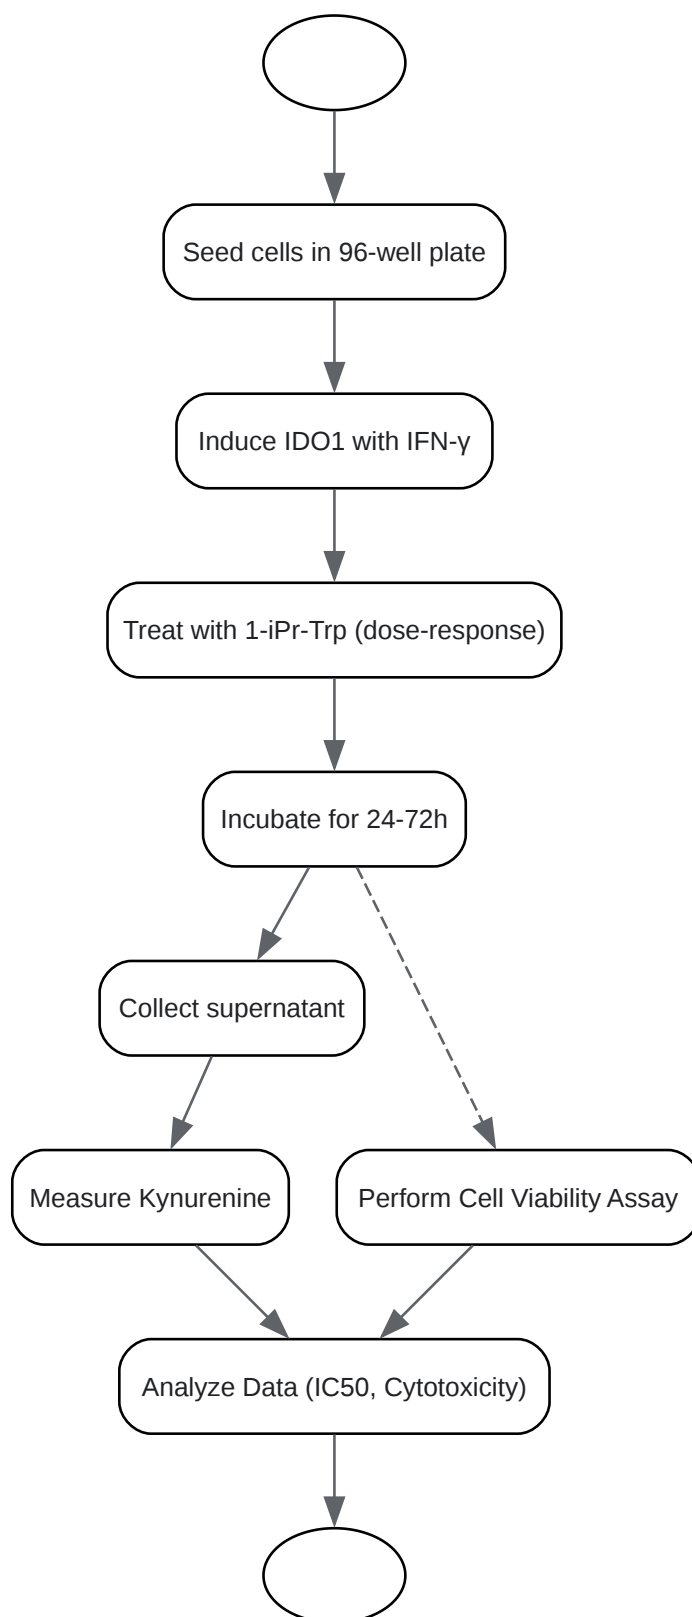 Seed cells in 96-well plate
Induce IDO1 with IFN-γ
Treat with 1-iPr-Trp (dose-response)
Incubate for 24-72h
Collect supernatant
Measure Kynurenine
Perform Cell Viability Assay
Analyze Data (IC50, Cytotoxicity)